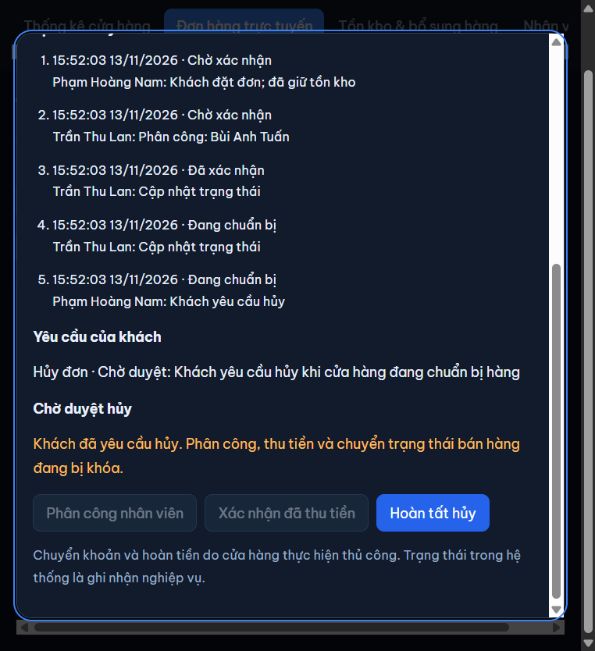 Thống kê cửa hàng Đơn hàng trực tuyến Tồn kho & bổ sung hàng Nhân v
1. 15:52:03 13/11/2026 · Chờ xác nhận
Phạm Hoàng Nam: Khách đặt đơn; đã giữ tồn kho
2. 15:52:03 13/11/2026 · Chờ xác nhận
Trần Thu Lan: Phân công: Bùi Anh Tuấn
3. 15:52:03 13/11/2026 · Đã xác nhận
Trần Thu Lan: Cập nhật trạng thái
4. 15:52:03 13/11/2026 · Đang chuẩn bị
Trần Thu Lan: Cập nhật trạng thái
5. 15:52:03 13/11/2026 · Đang chuẩn bị
Phạm Hoàng Nam: Khách yêu cầu hủy
Yêu cầu của khách
Hủy đơn · Chờ duyệt: Khách yêu cầu hủy khi cửa hàng đang chuẩn bị hàng
Chờ duyệt hủy
Khách đã yêu cầu hủy. Phân công, thu tiền và chuyển trạng thái bán hàng
đang bị khóa.
Phân công nhân viên Xác nhận đã thu tiền Hoàn tất hủy
Chuyển khoản và hoàn tiền do cửa hàng thực hiện thủ công. Trạng thái trong hệ
thống là ghi nhận nghiệp vụ.